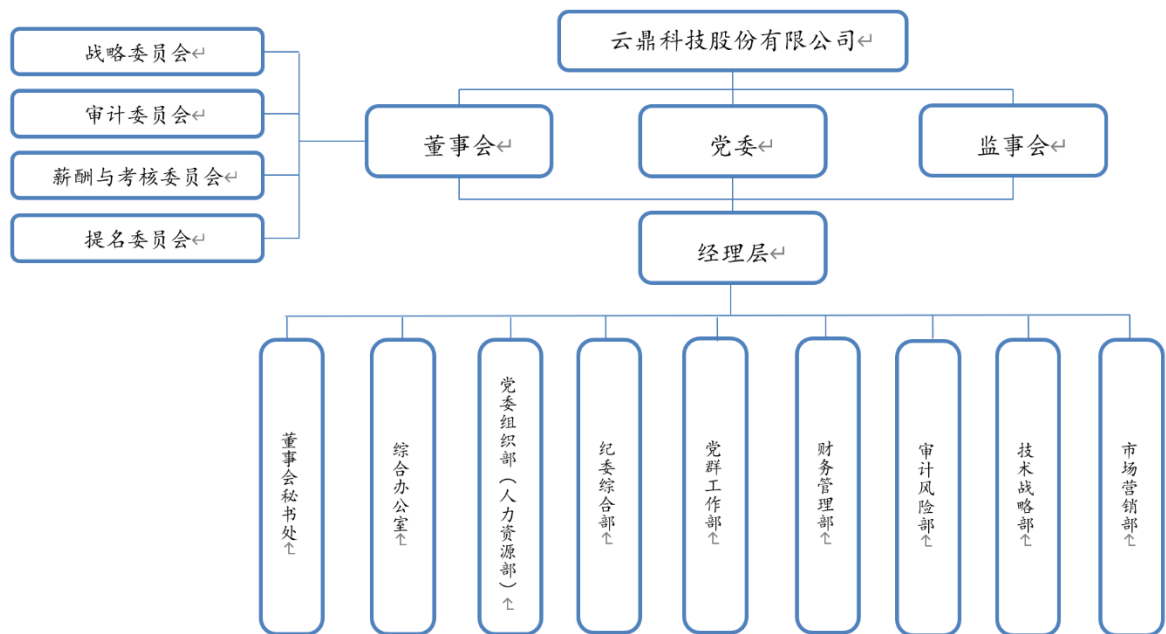 云鼎科技股份有限公司
战略委员会
审计委员会
薪酬与考核委员会
提名委员会
董事会
党委
监事会
经理层
董事会秘书处
综合办公室
党委组织部（人力资源部）
纪委综合部
党群工作部
财务管理部
审计风险部
技术战略部
市场营销部